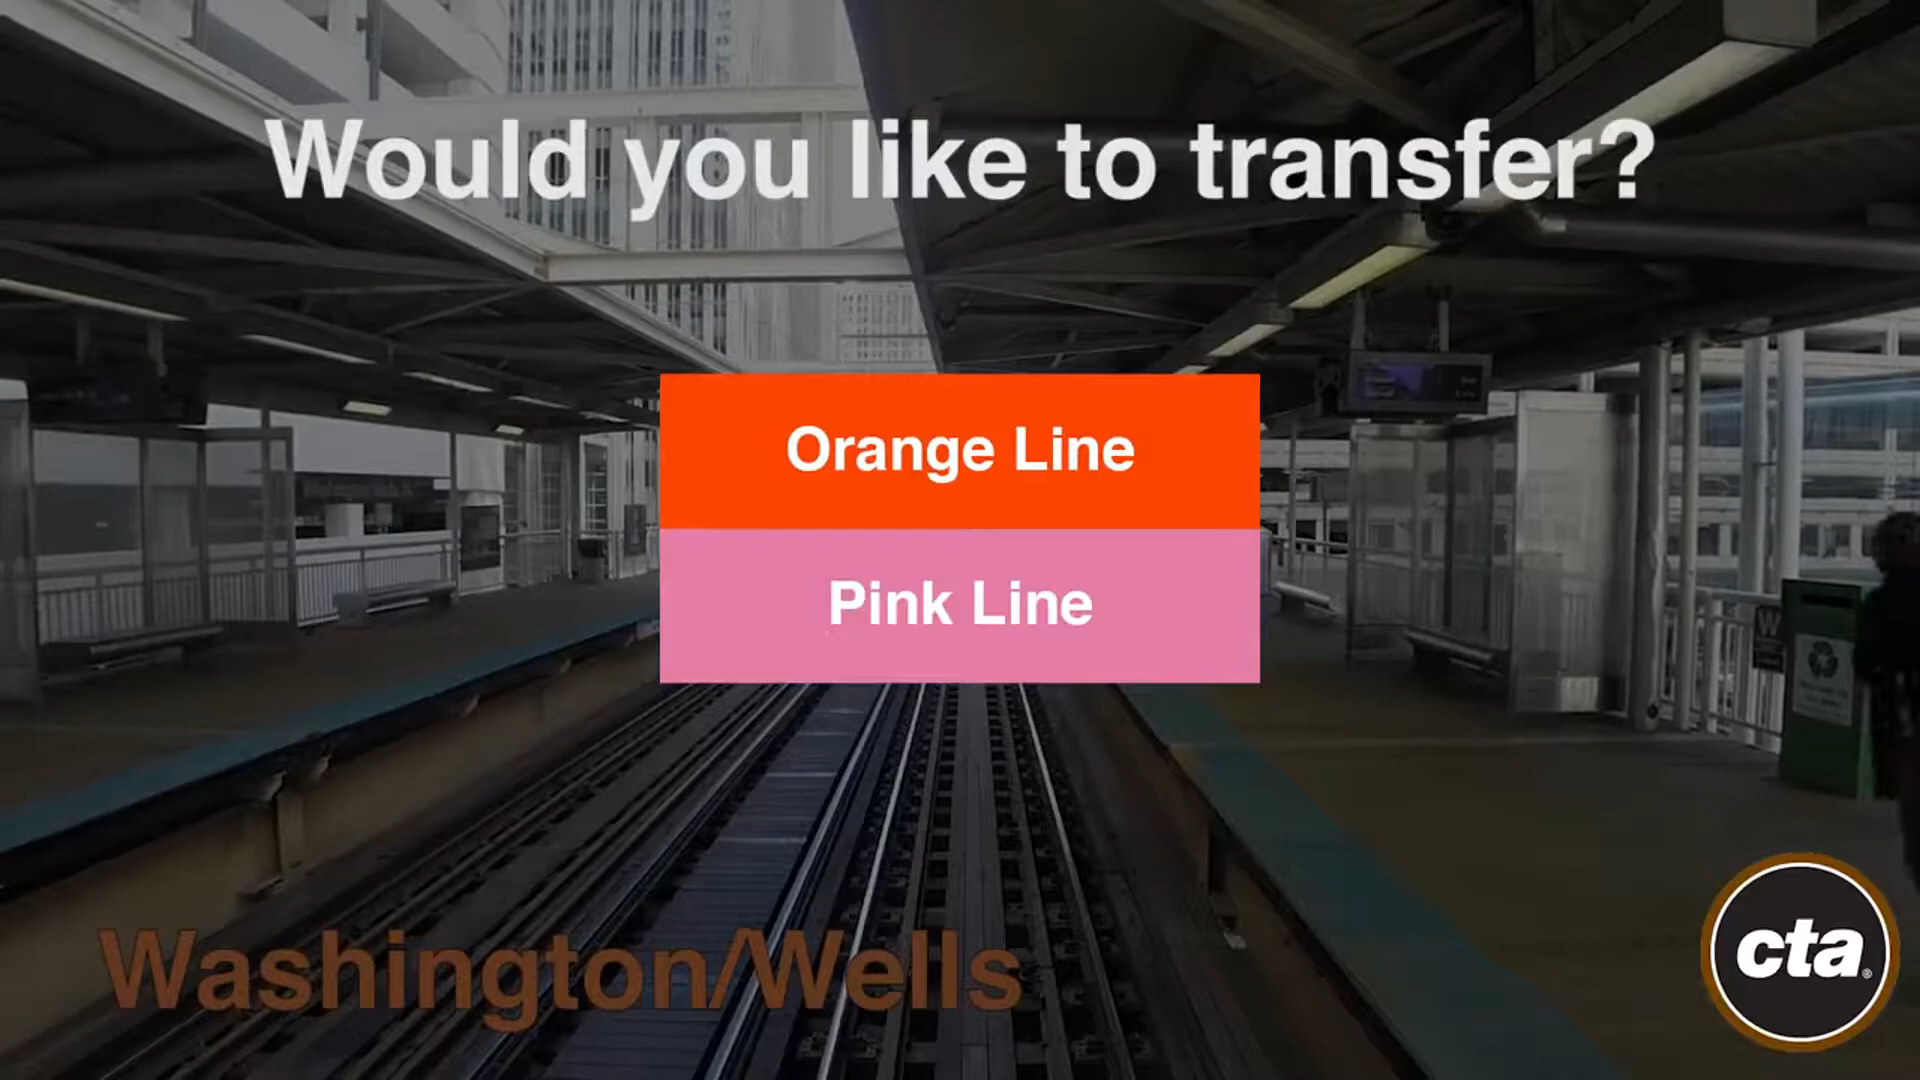 Would you like to transfer?
Orange Line
Pink Line
Washington/Wells
cta